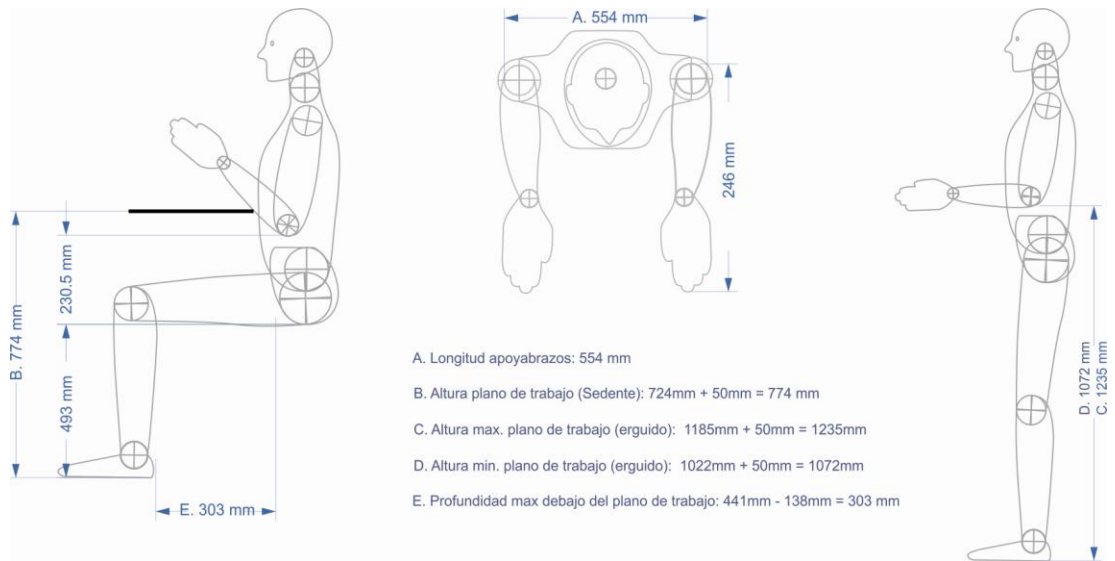 A. 554 mm
246 mm
230.5 mm
B. 774 mm
493 mm
E. 303 mm
D. 1072 mm
C. 1235 mm
A. Longitud apoyabrazos: 554 mm
B. Altura plano de trabajo (Sedente): 724mm + 50mm = 774 mm
C. Altura max. plano de trabajo (erguido): 1185mm + 50mm = 1235mm
D. Altura min. plano de trabajo (erguido): 1022mm + 50mm = 1072mm
E. Profundidad max debajo del plano de trabajo: 441mm - 138mm = 303 mm